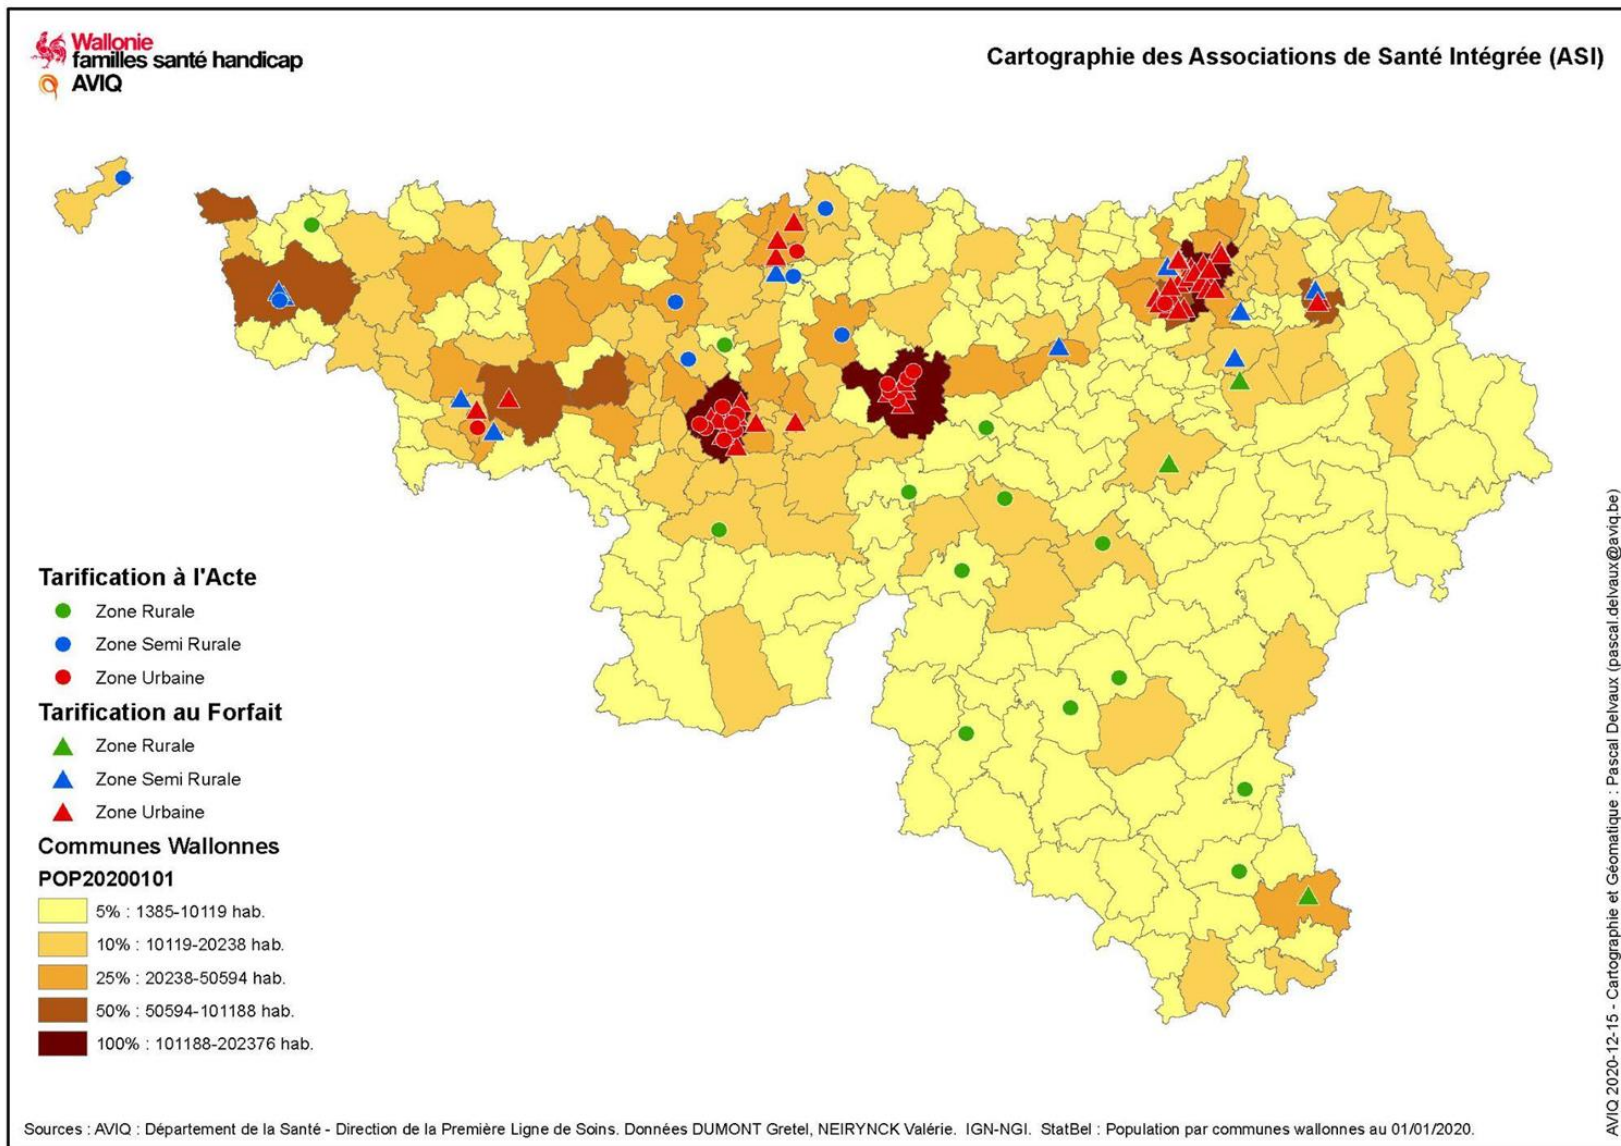 Wallonie
familles santé handicap
AVIQ
Cartographie des Associations de Santé Intégrée (ASI)
Tarification à l'Acte
Zone Rurale
Zone Semi Rurale
Zone Urbaine
Tarification au Forfait
Zone Rurale
Zone Semi Rurale
Zone Urbaine
Communes Wallonnes
POP20200101
5% : 1385-10119 hab.
10% : 10119-20238 hab.
25% : 20238-50594 hab.
50% : 50594-101188 hab.
100% : 101188-202376 hab.
Sources : AVIQ : Département de la Santé - Direction de la Première Ligne de Soins. Données DUMONT Gretel, NEIRYNCK Valérie. IGN-NGI. StatBel : Population par communes wallonnes au 01/01/2020.
AVIQ 2020-12-15 - Cartographie et Géomatique : Pascal Delvaux (pascal.delvaux@aviq.be)